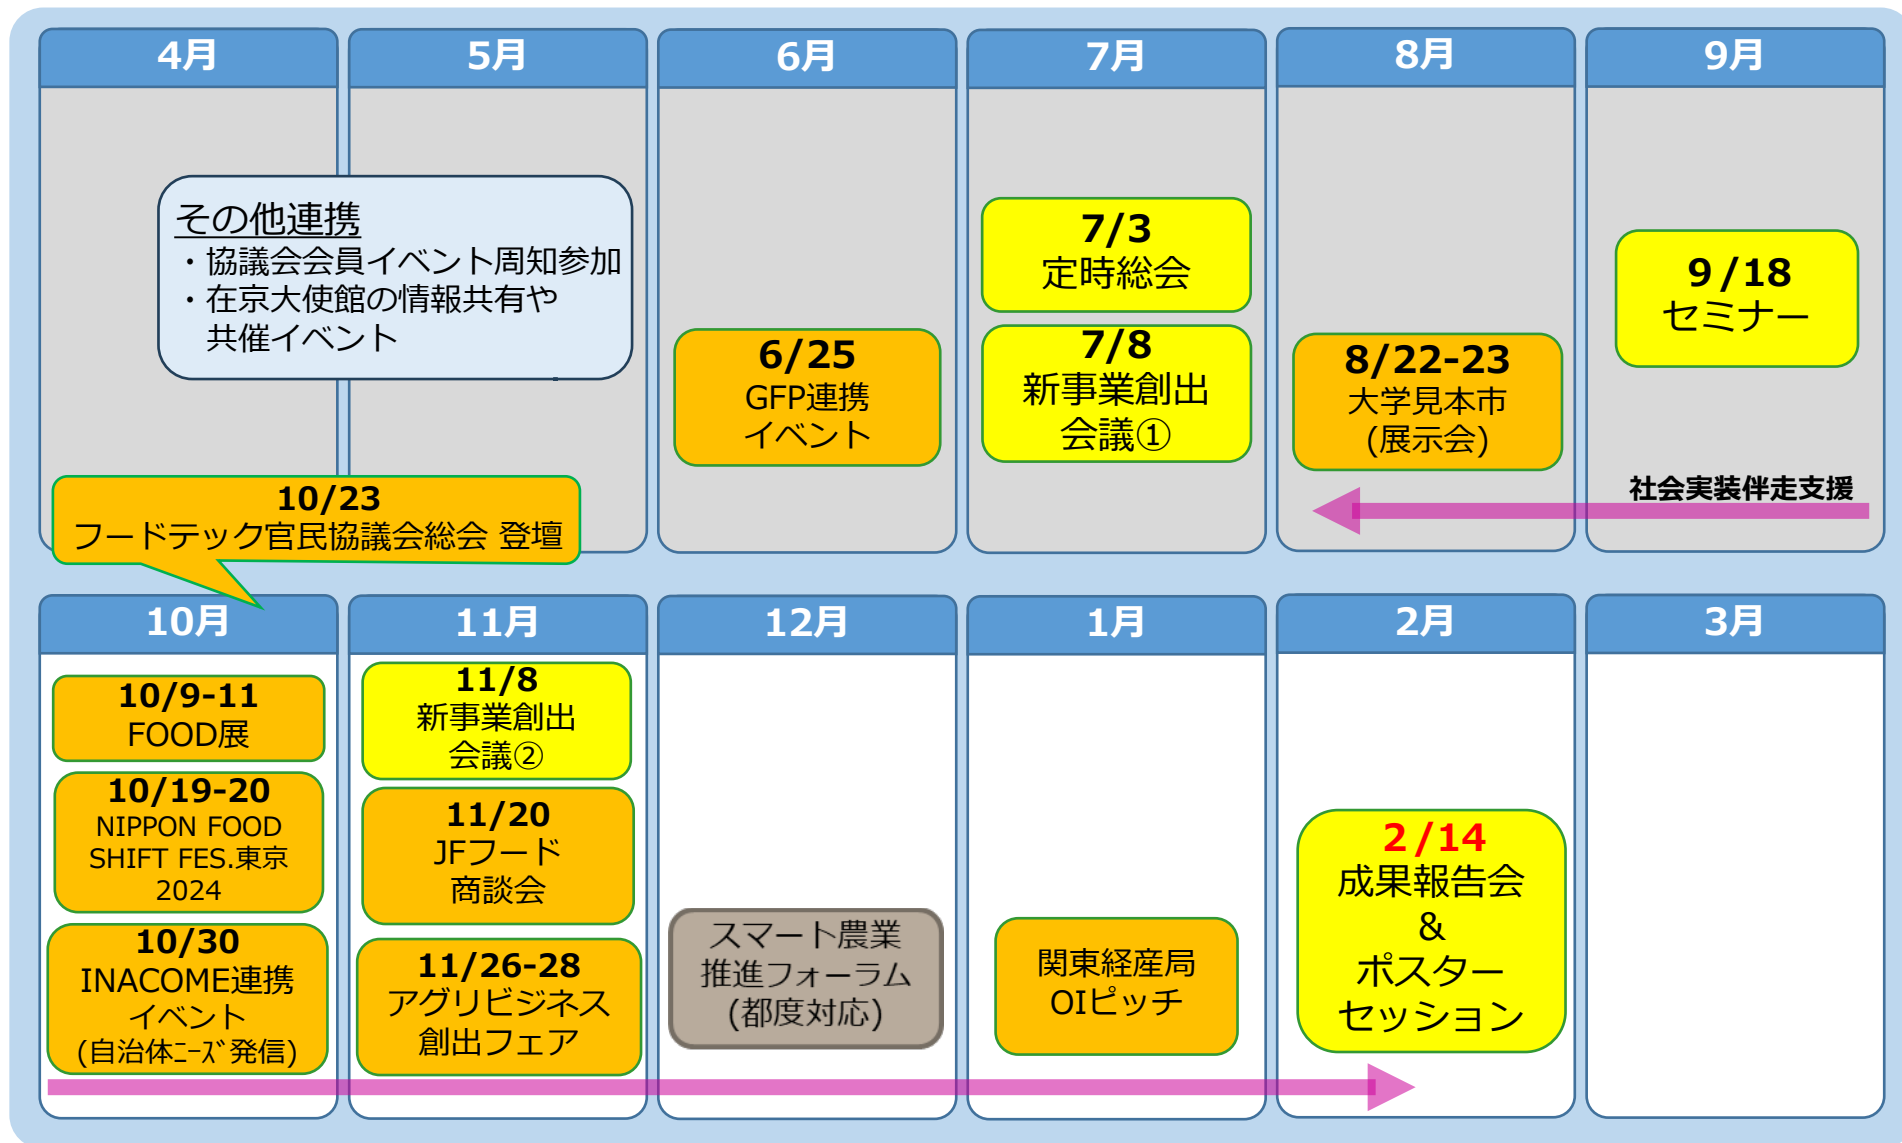 4月
5月
6月
7月
8月
9月
その他連携
・協議会会員イベント周知参加
・在京大使館の情報共有や
共催イベント
6/25
GFP連携
イベント
7/3
定時総会
7/8
新事業創出
会議①
8/22-23
大学見本市
(展示会)
9/18
セミナー
社会実装伴走支援
10/23
フードテック官民協議会総会 登壇
10月
11月
12月
1月
2月
3月
10/9-11
FOOD展
10/19-20
NIPPON FOOD
SHIFT FES.東京
2024
10/30
INACOME連携
イベント
(自治体ﾆｰｽﾞ発信)
11/8
新事業創出
会議②
11/20
JFフード
商談会
11/26-28
アグリビジネス
創出フェア
スマート農業
推進フォーラム
(都度対応)
関東経産局
OIピッチ
2/14
成果報告会
&
ポスター
セッション